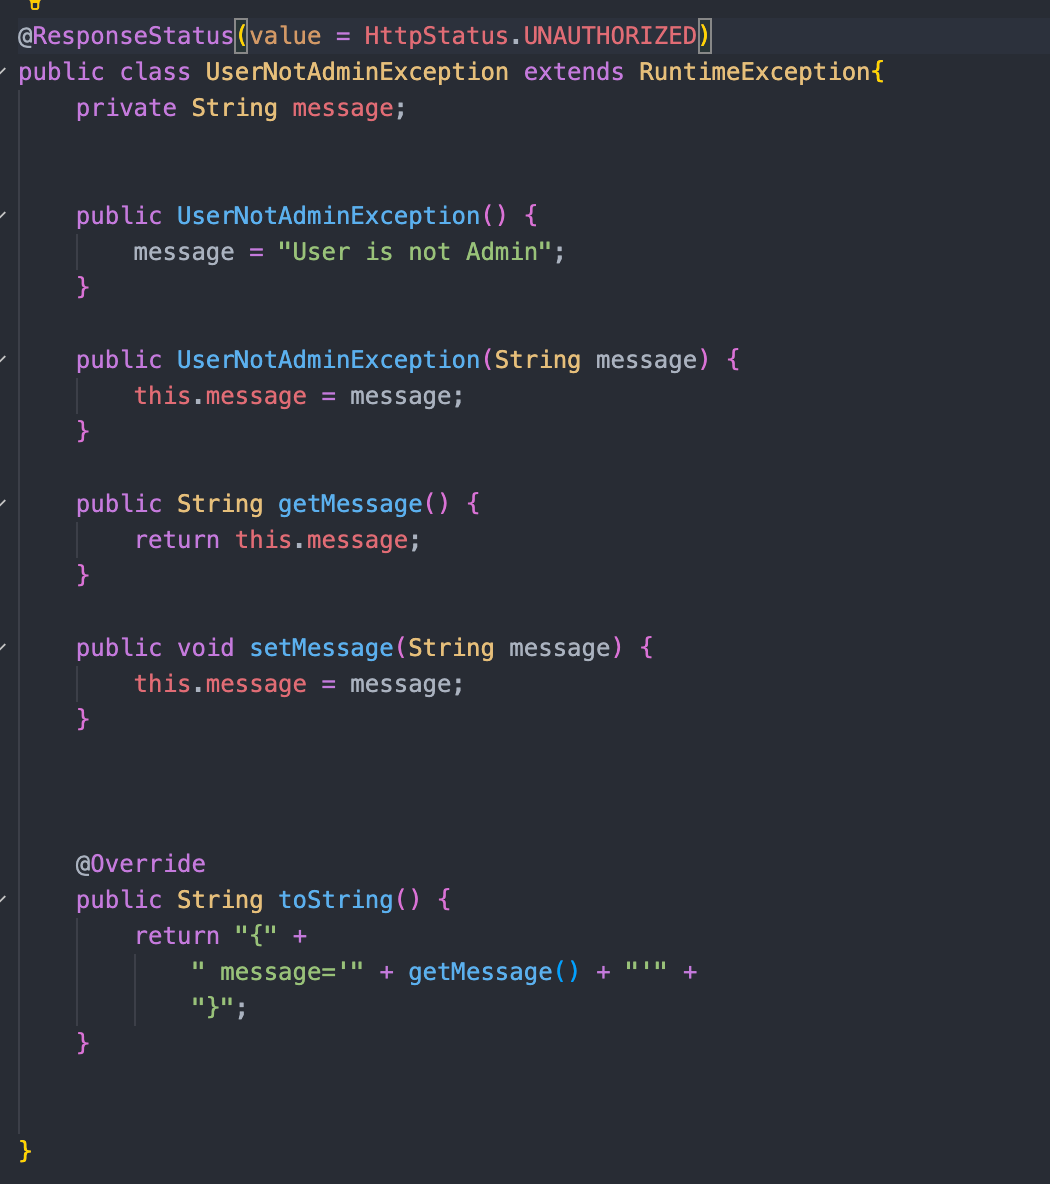 @ResponseStatus(value = HttpStatus.UNAUTHORIZED)
public class UserNotAdminException extends RuntimeException{
    private String message;
    public UserNotAdminException() {
        message = "User is not Admin";
    }
    public UserNotAdminException(String message) {
        this.message = message;
    }
    public String getMessage() {
        return this.message;
    }
    public void setMessage(String message) {
        this.message = message;
    }
    @Override
    public String toString() {
        return "{" +
            " message='" + getMessage() + "'" +
            "}";
    }
}